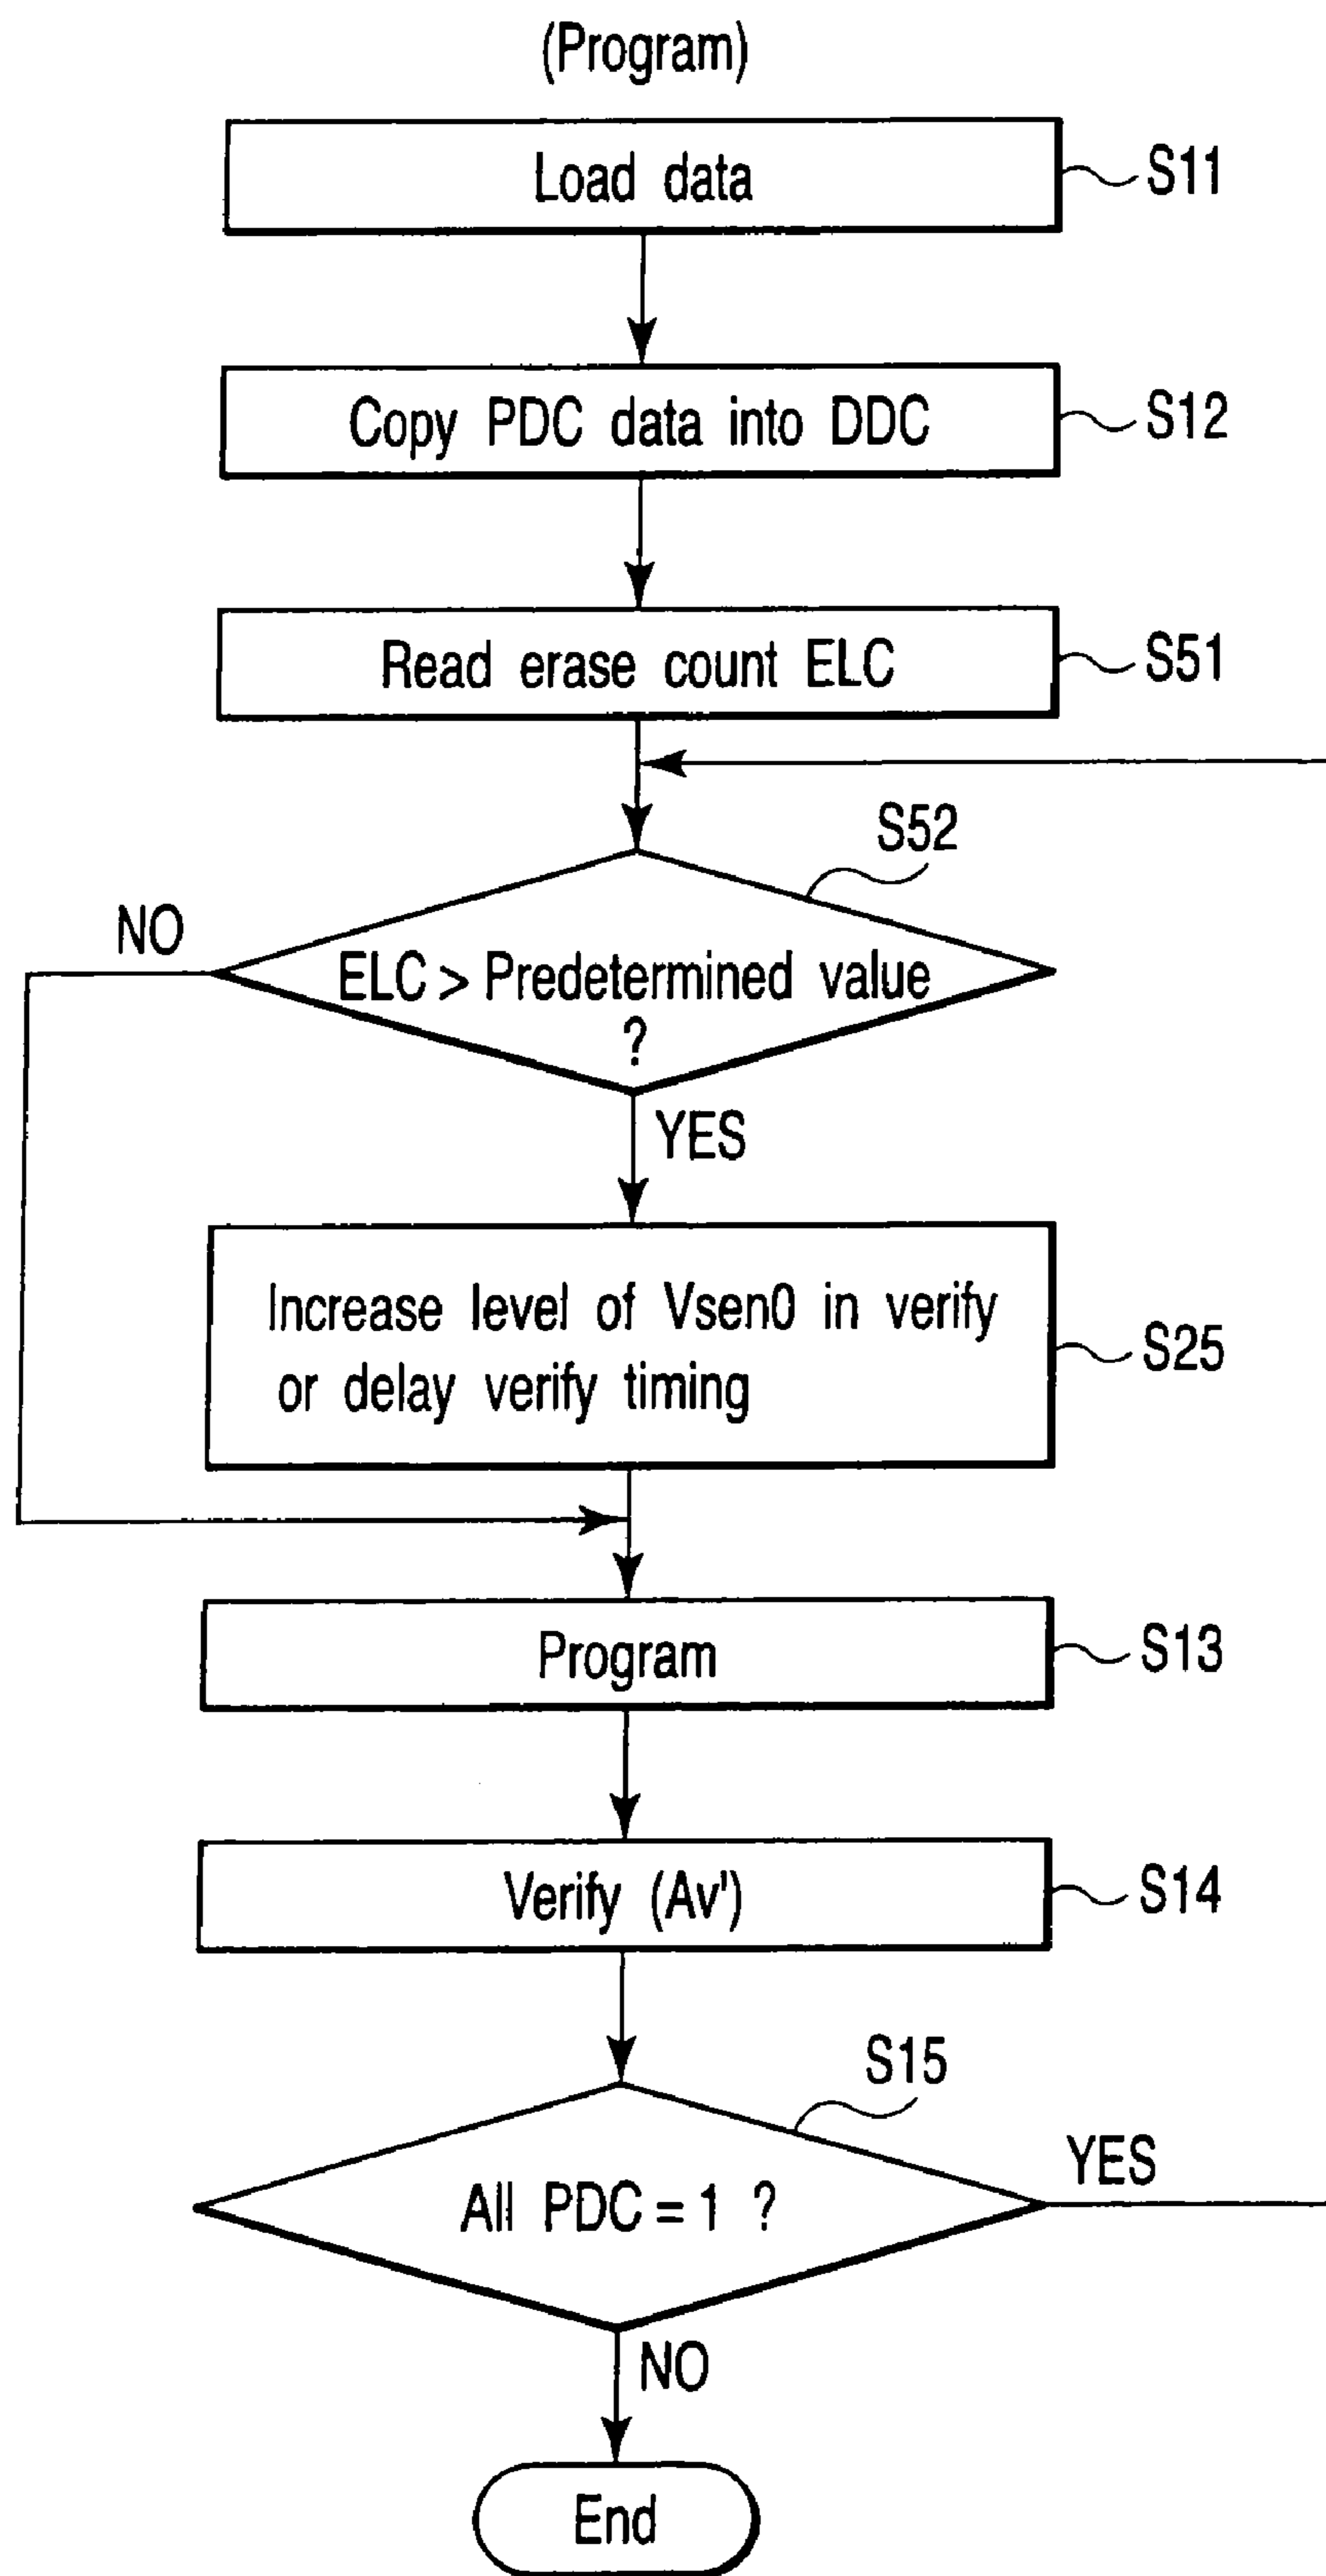 (Program)
Load data
S11
Copy PDC data into DDC
S12
Read erase count ELC
S51
S52
NO
ELC > Predetermined value
?
YES
Increase level of Vsen0 in verify
or delay verify timing
S25
Program
S13
Verify (Av')
S14
S15
All PDC = 1 ?
YES
NO
End